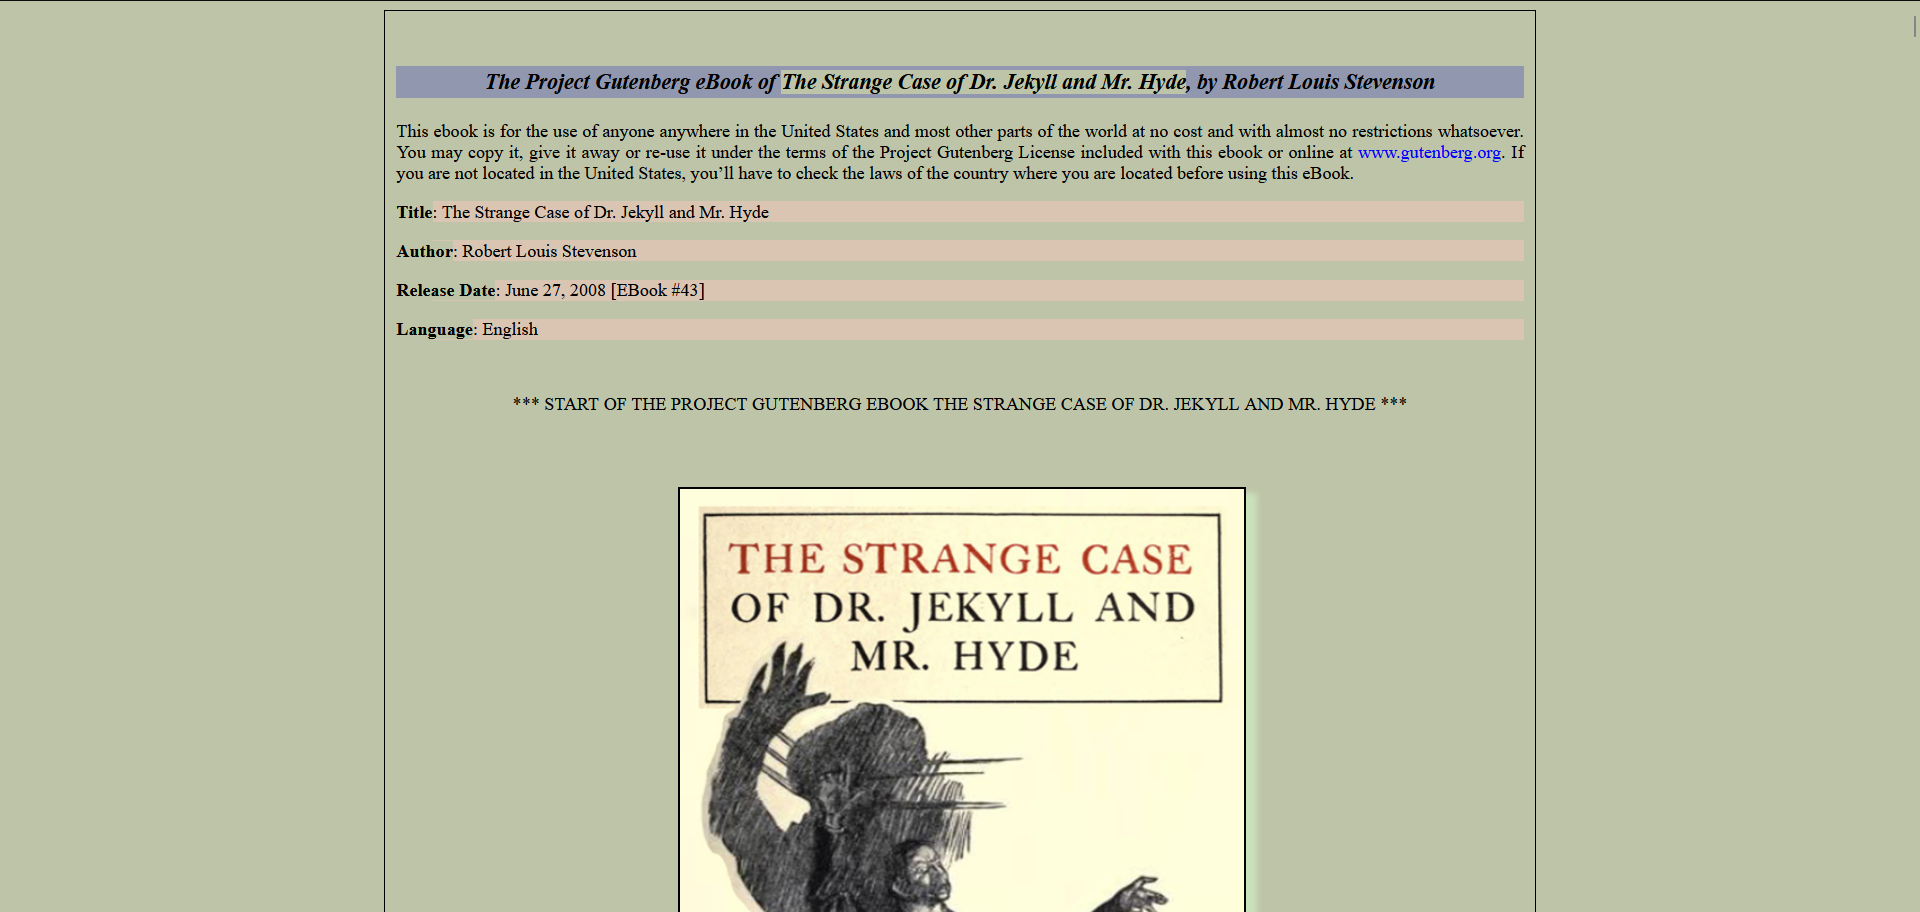 The Project Gutenberg eBook of The Strange Case of Dr. Jekyll and Mr. Hyde, by Robert Louis Stevenson
This ebook is for the use of anyone anywhere in the United States and most other parts of the world at no cost and with almost no restrictions whatsoever.
You may copy it, give it away or re-use it under the terms of the Project Gutenberg License included with this ebook or online at www.gutenberg.org. If
you are not located in the United States, you’ll have to check the laws of the country where you are located before using this eBook.
Title: The Strange Case of Dr. Jekyll and Mr. Hyde
Author: Robert Louis Stevenson
Release Date: June 27, 2008 [EBook #43]
Language: English
*** START OF THE PROJECT GUTENBERG EBOOK THE STRANGE CASE OF DR. JEKYLL AND MR. HYDE ***
THE STRANGE CASE
OF DR. JEKYLL AND
MR. HYDE